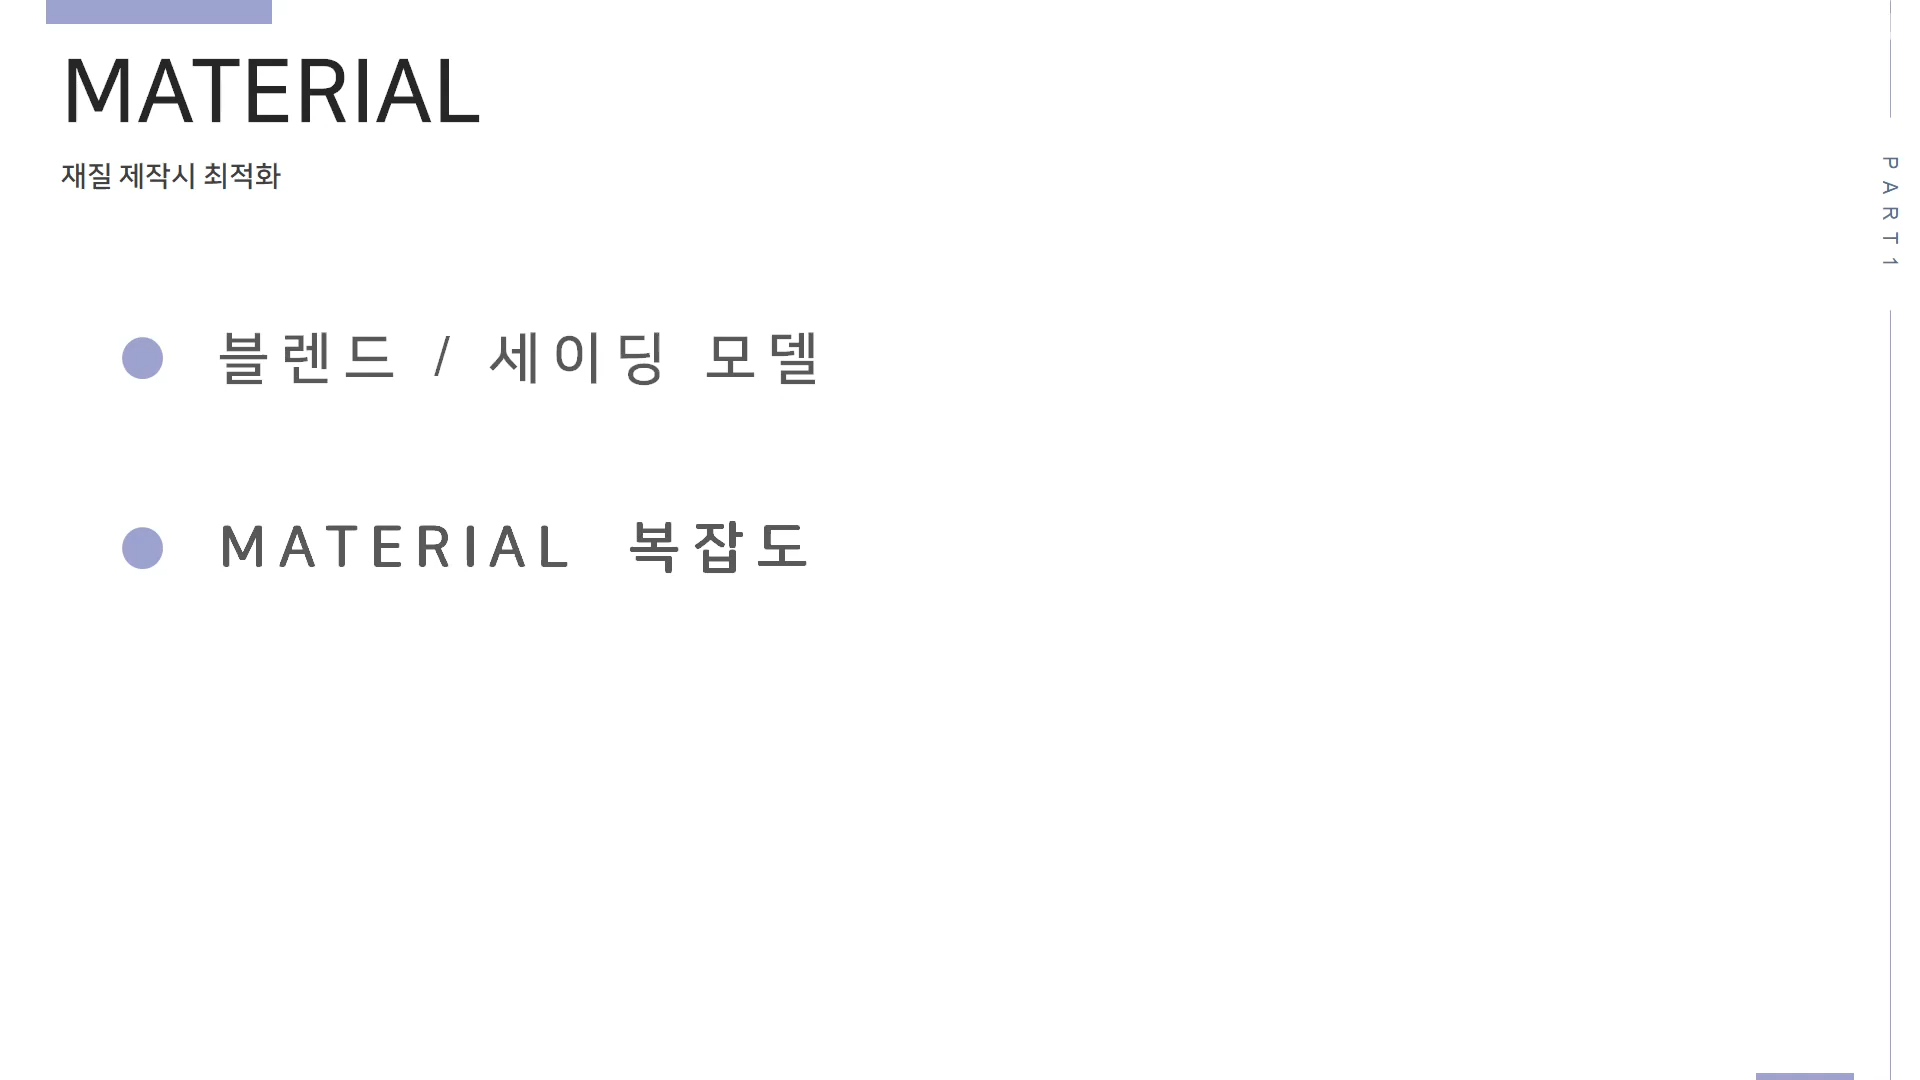 MATERIAL
재질 제작시 최적화
PART1
블렌드 / 세이딩 모델
MATERIAL 복잡도